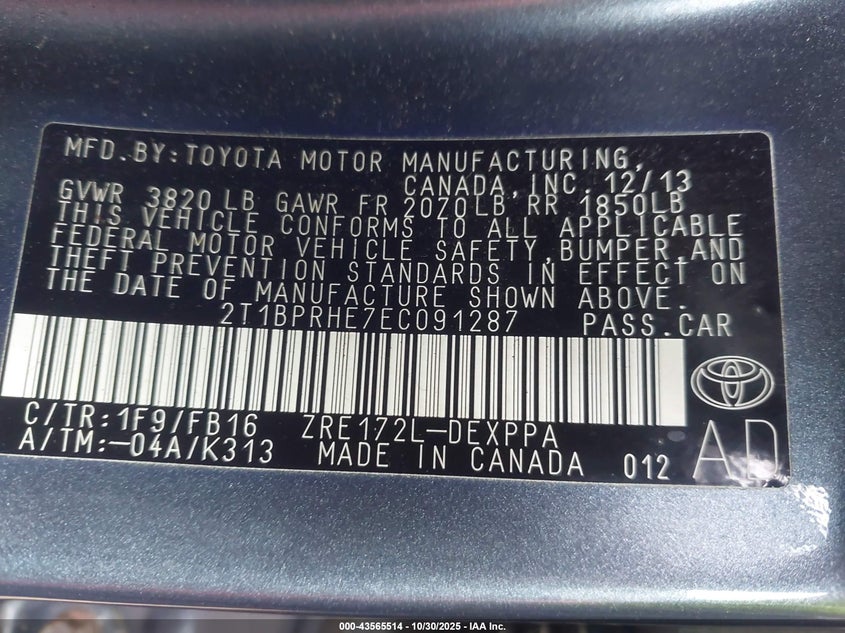 MFD.BY:TOYOTA MOTOR MANUFACTURING,
CANADA,INC. 12/13
GVWR 3820 LB GAWR FR 2070LB RR 1850LB
THIS VEHICLE CONFORMS TO ALL APPLICABLE
FEDERAL MOTOR VEHICLE SAFETY,BUMPER,AND
THEFT PREVENTION STANDARDS IN EFFECT ON
THE DATE OF MANUFACTURE SHOWN ABOVE.
2T1BPRHE7EC091287 PASS.CAR
C/TR:1F9/FB16 ZRE172L-DEXPPA
A/TM:-04A/K313 MADE IN CANADA 012 AD
000-43565514 - 10/30/2025 - IAA Inc.